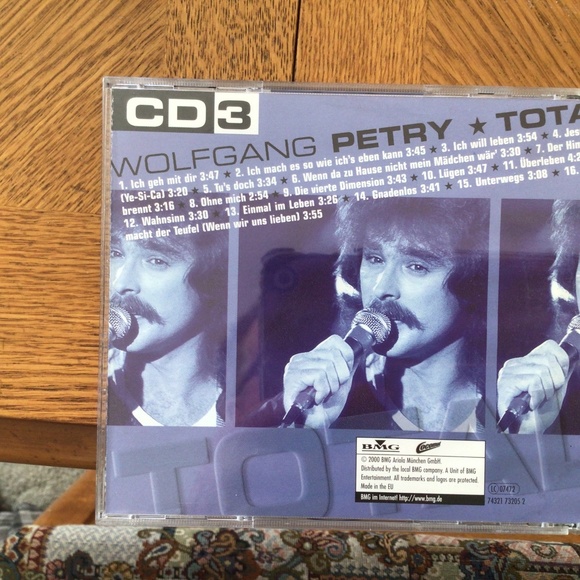 CD 3
WOLFGANG PETRY ★ TOTA
1. Ich geh mit dir 3:47 ★ 2. Ich mach es so wie ich's eben kann 3:45 ★ 3. Ich will leben 3:54 ★ 4. Jes
(Ye-Si-Ca) 3:20 ★ 5. Tu's doch 3:34 ★ 6. Wenn du zu Hause nicht mein Mädchen wär' 3:30 ★ 7. Der Him
brennt 3:16 ★ 8. Ohne mich 2:54 ★ 9. Die vierte Dimension 3:43 ★ 10. Lügen 3:47 ★ 11. Überleben 4:2
12. Wahnsinn 3:30 ★ 13. Einmal im Leben 3:26 ★ 14. Gnadenlos 3:41 ★ 15. Unterwegs 3:08 ★ 16.
macht der Teufel (Wenn wir uns lieben) 3:55
TOTAL
BMG Coconut
© 2000 BMG Ariola München GmbH.
Distributed by the local BMG company. A Unit of BMG
Entertainment. All trademarks and logos are protected.
Made in the EU
BMG im Internet! http://www.bmg.de
LC 07472
74321 73205 2